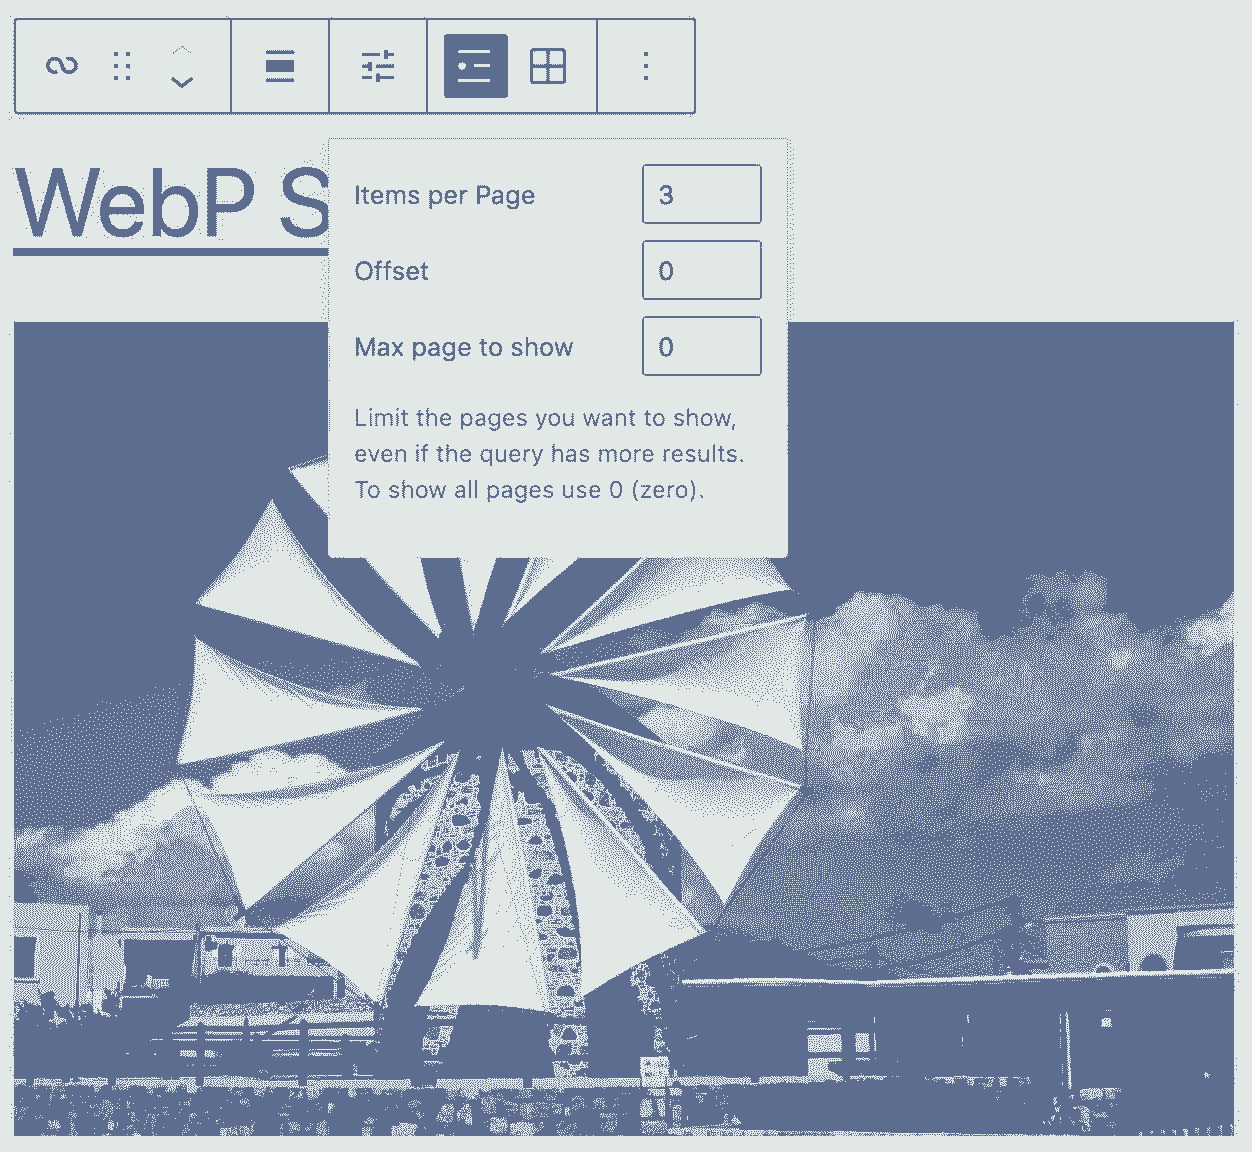 WebP S
Items per Page 3
Offset 0
Max page to show 0
Limit the pages you want to show,
even if the query has more results.
To show all pages use 0 (zero).